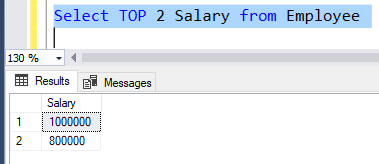 Select TOP 2 Salary from Employee
130 %
Results Messages
Salary
1 1000000
2 800000